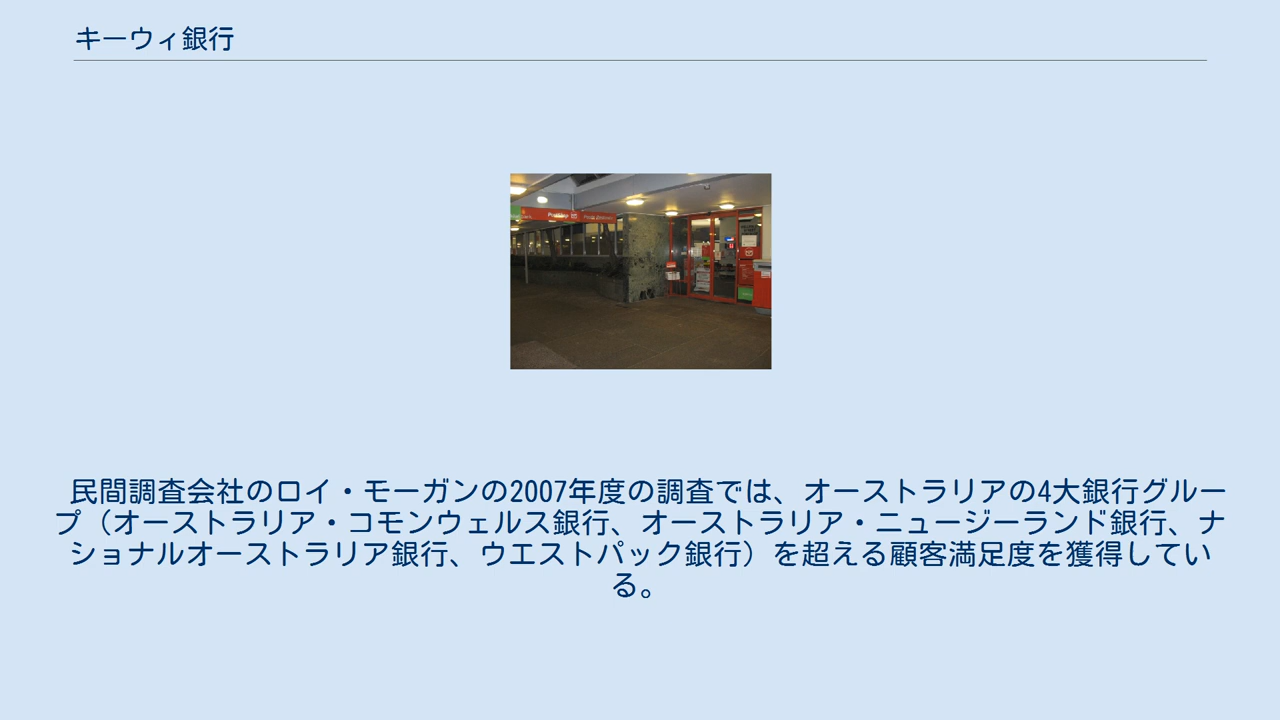 キーウィ銀行
民間調査会社のロイ・モーガンの2007年度の調査では、オーストラリアの4大銀行グルー
プ（オーストラリア・コモンウェルス銀行、オーストラリア・ニュージーランド銀行、ナ
ショナルオーストラリア銀行、ウエストパック銀行）を超える顧客満足度を獲得してい
る。